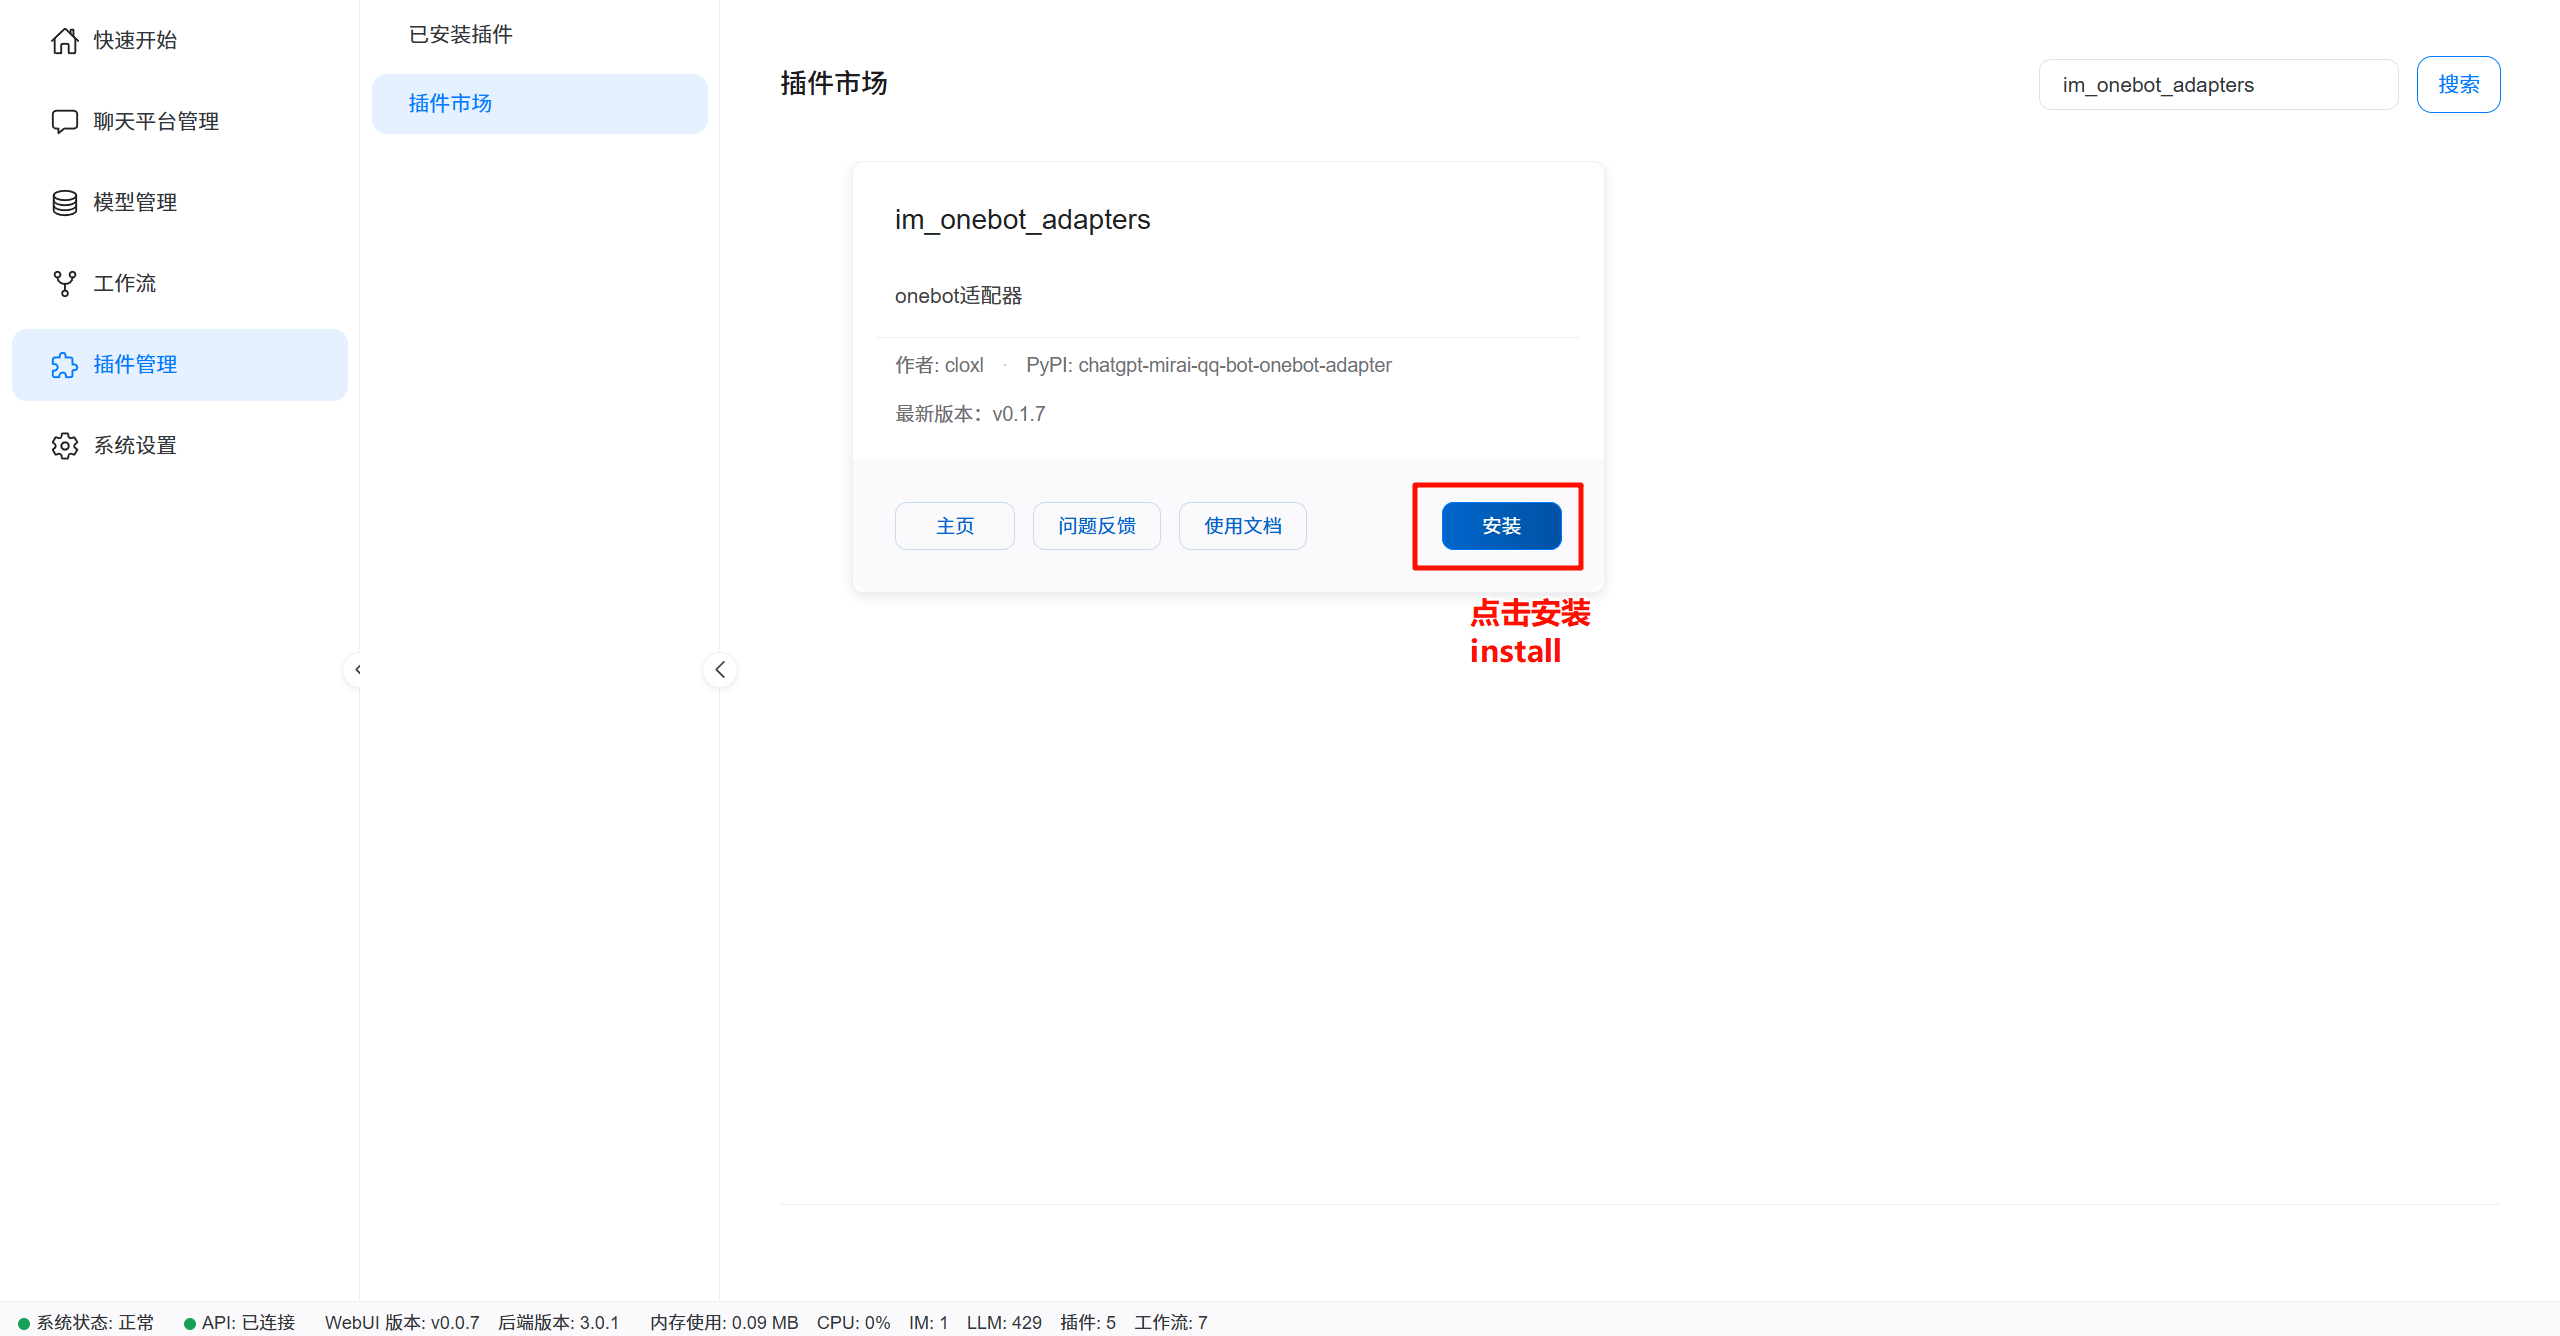 快速开始
聊天平台管理
模型管理
工作流
插件管理
系统设置
已安装插件
插件市场
插件市场
im_onebot_adapters
搜索
im_onebot_adapters
onebot适配器
作者: cloxl · PyPI: chatgpt-mirai-qq-bot-onebot-adapter
最新版本：v0.1.7
主页
问题反馈
使用文档
安装
点击安装
install
系统状态: 正常 API: 已连接 WebUI 版本: v0.0.7 后端版本: 3.0.1 内存使用: 0.09 MB CPU: 0% IM: 1 LLM: 429 插件: 5 工作流: 7